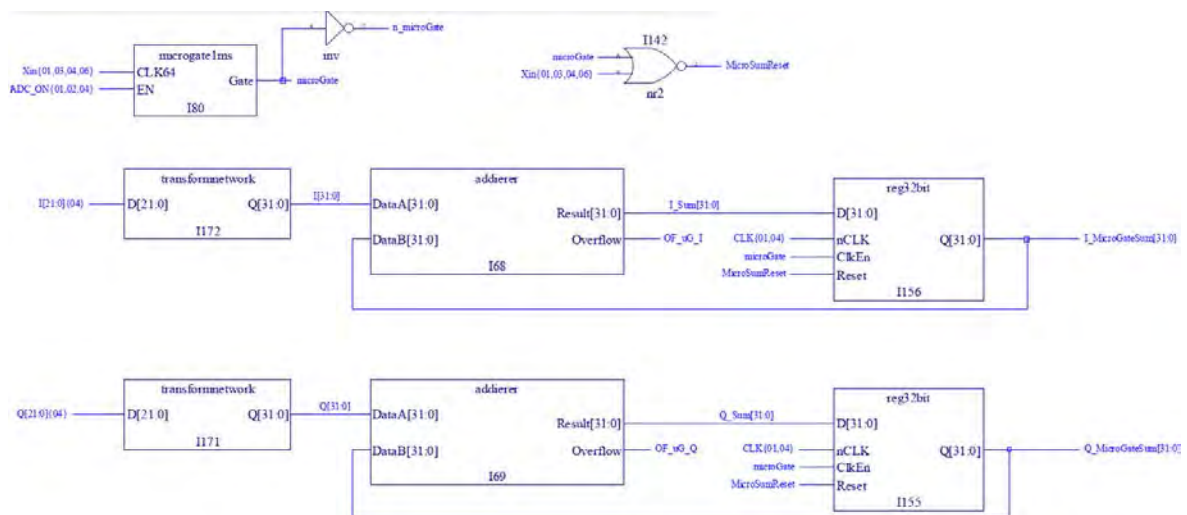 n_microGate
inv
microgate1ms
Xin{01,03,04,06}
CLK64
ADC_ON{01,02,04}
EN
Gate
microGate
I80
I142
microGate
Xin{01,03,04,06}
MicroSumReset
nr2
transformnetwork
I[21:0]{04}
D[21:0]
Q[31:0]
I[31:0]
I172
addierer
DataA[31:0]
Result[31:0]
I_Sum[31:0]
DataB[31:0]
Overflow
OF_uG_I
I68
reg32bit
D[31:0]
CLK{01,04}
nCLK
Q[31:0]
I_MicroGateSum[31:0]
microGate
ClkEn
MicroSumReset
Reset
I156
transformnetwork
Q[21:0]{04}
D[21:0]
Q[31:0]
Q[31:0]
I171
addierer
DataA[31:0]
Result[31:0]
Q_Sum[31:0]
DataB[31:0]
Overflow
OF_uG_Q
I69
reg32bit
D[31:0]
CLK{01,04}
nCLK
Q[31:0]
Q_MicroGateSum[31:0]
microGate
ClkEn
MicroSumReset
Reset
I155